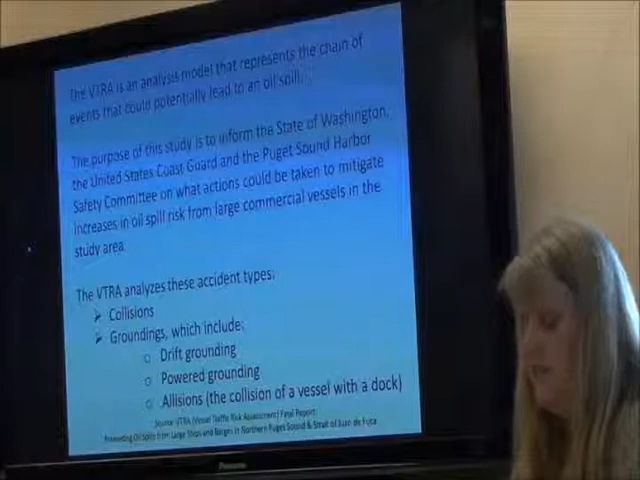 The VTRA is an analysis model that represents the chain of
events that could potentially lead to an oil spill.
The purpose of this study is to inform the State of Washington,
the United States Coast Guard and the Puget Sound Harbor
Safety Committee on what actions could be taken to mitigate
increases in oil spill risk from large commercial vessels in the
study area.
The VTRA analyzes these accident types:
➢ Collisions
➢ Groundings, which include:
o Drift grounding
o Powered grounding
o Allisions (the collision of a vessel with a dock)
Source: VTRA (Vessel Traffic Risk Assessment) Final Report:
Preventing Oil Spills from Large Ships and Barges in Northern Puget Sound & Strait of Juan de Fuca
Panasonic